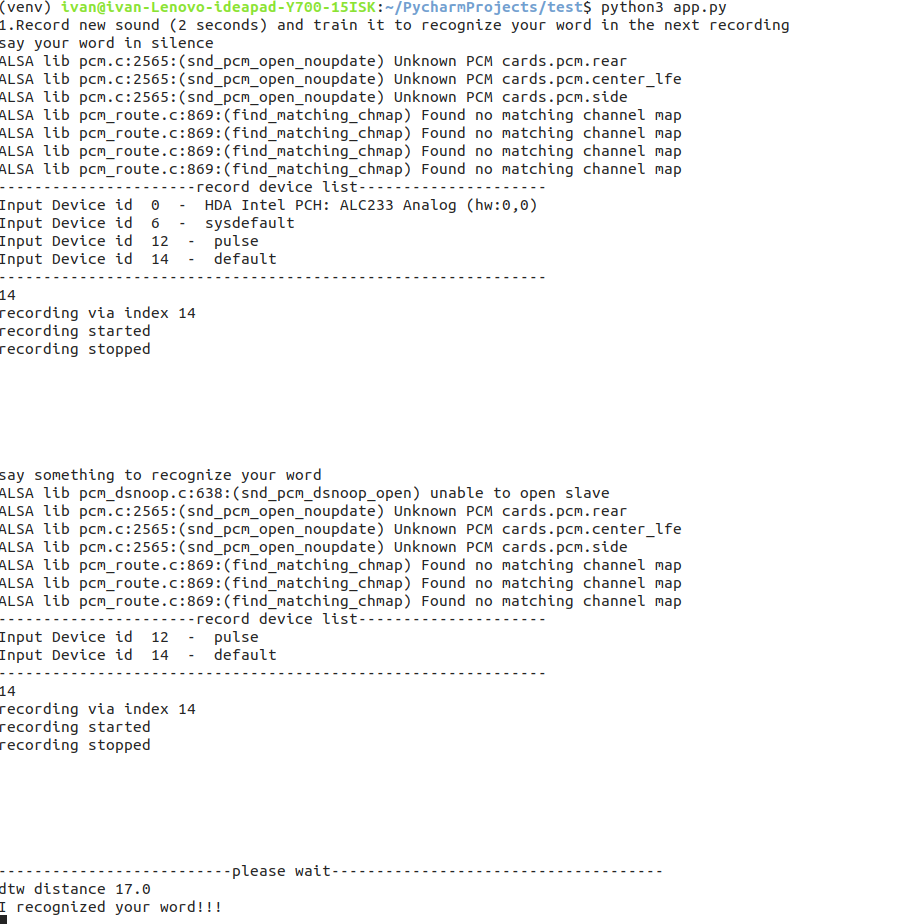 (venv) ivan@ivan-Lenovo-ideapad-Y700-15ISK:~/PycharmProjects/test$ python3 app.py
1.Record new sound (2 seconds) and train it to recognize your word in the next recording
say your word in silence
ALSA lib pcm.c:2565:(snd_pcm_open_noupdate) Unknown PCM cards.pcm.rear
ALSA lib pcm.c:2565:(snd_pcm_open_noupdate) Unknown PCM cards.pcm.center_lfe
ALSA lib pcm.c:2565:(snd_pcm_open_noupdate) Unknown PCM cards.pcm.side
ALSA lib pcm_route.c:869:(find_matching_chmap) Found no matching channel map
ALSA lib pcm_route.c:869:(find_matching_chmap) Found no matching channel map
ALSA lib pcm_route.c:869:(find_matching_chmap) Found no matching channel map
ALSA lib pcm_route.c:869:(find_matching_chmap) Found no matching channel map
----------------------record device list---------------------
Input Device id  0  -  HDA Intel PCH: ALC233 Analog (hw:0,0)
Input Device id  6  -  sysdefault
Input Device id  12  -  pulse
Input Device id  14  -  default
-------------------------------------------------------------
14
recording via index 14
recording started
recording stopped
say something to recognize your word
ALSA lib pcm_dsnoop.c:638:(snd_pcm_dsnoop_open) unable to open slave
ALSA lib pcm.c:2565:(snd_pcm_open_noupdate) Unknown PCM cards.pcm.rear
ALSA lib pcm.c:2565:(snd_pcm_open_noupdate) Unknown PCM cards.pcm.center_lfe
ALSA lib pcm.c:2565:(snd_pcm_open_noupdate) Unknown PCM cards.pcm.side
ALSA lib pcm_route.c:869:(find_matching_chmap) Found no matching channel map
ALSA lib pcm_route.c:869:(find_matching_chmap) Found no matching channel map
ALSA lib pcm_route.c:869:(find_matching_chmap) Found no matching channel map
----------------------record device list---------------------
Input Device id  12  -  pulse
Input Device id  14  -  default
-------------------------------------------------------------
14
recording via index 14
recording started
recording stopped
--------------------------please wait-------------------------------------
dtw distance 17.0
I recognized your word!!!